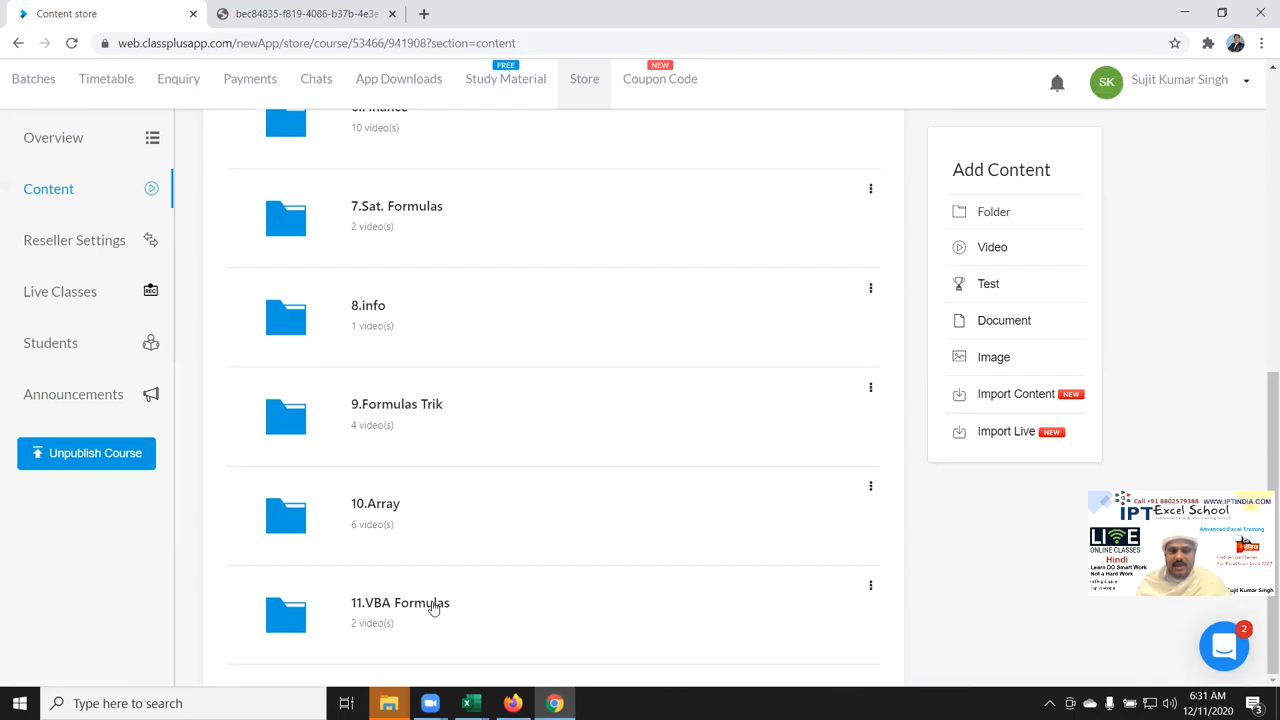 Content store
bec84835-f819-4086-b37b-4e3e
web.classplusapp.com/newApp/store/course/53466/941908?section=content
Batches
Timetable
Enquiry
Payments
Chats
App Downloads
FREE
Study Material
Store
NEW
Coupon Code
SK
Sujit Kumar Singh
Overview
Content
Reseller Settings
Live Classes
REC
Students
Announcements
Unpublish Course
10 video(s)
7.Sat. Formulas
2 video(s)
8.info
1 video(s)
9.Formulas Trik
4 video(s)
10.Array
6 video(s)
11.VBA Formulas
2 video(s)
Add Content
Folder
Video
Test
Document
Image
Import Content NEW
Import Live NEW
Call +91 8802579388 WWW.IPTINDIA.COM
IPT Excel School
LIVE
ONLINE CLASSES
Hindi
Learn DO Smart Work
Not a Hard Work
Advanced Excel Training
Sujit Kumar Singh
2
Type here to search
6:31 AM
12/11/2020
3